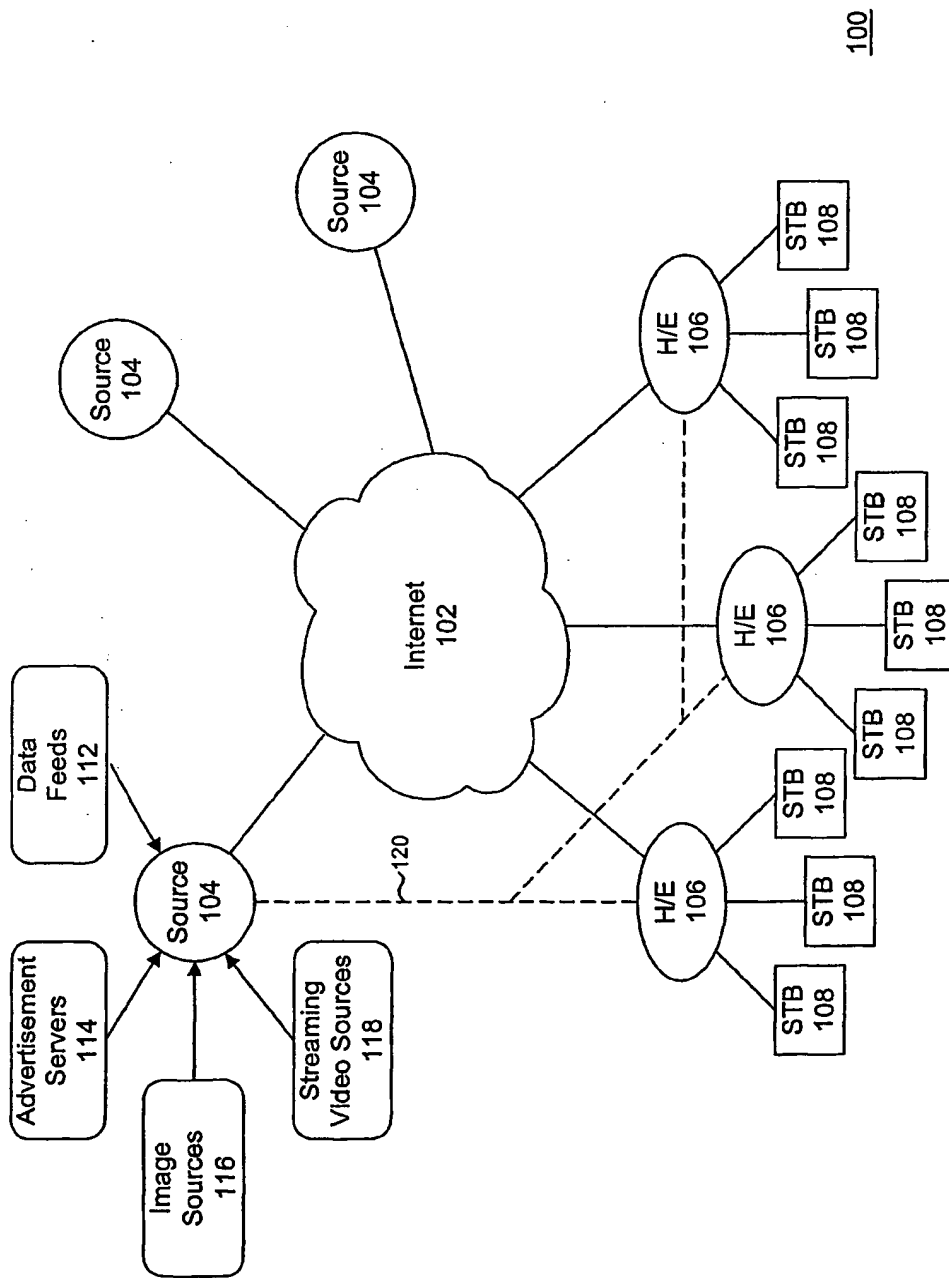 Data
Feeds
112
Advertisement
Servers
114
Image
Sources
116
Streaming
Video Sources
118
Source
104
Source
104
Source
104
120
Internet
102
H/E
106
H/E
106
H/E
106
STB
108
STB
108
STB
108
STB
108
STB
108
STB
108
STB
108
STB
108
STB
108
100